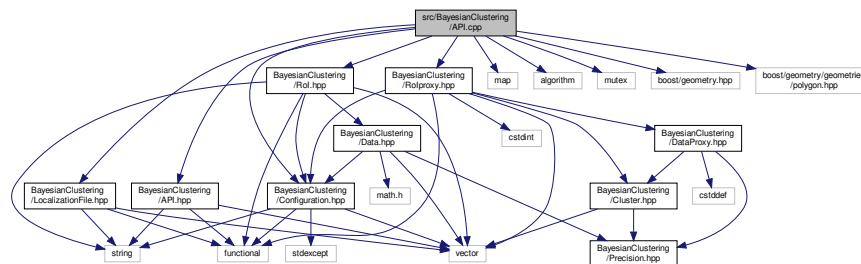 src/BayesianClustering
/API.cpp
BayesianClustering
/RoI.hpp
BayesianClustering
/RoIproxy.hpp
map
algorithm
mutex
boost/geometry.hpp
boost/geometry/geometries
/polygon.hpp
BayesianClustering
/Data.hpp
cstdint
BayesianClustering
/DataProxy.hpp
BayesianClustering
/LocalizationFile.hpp
BayesianClustering
/API.hpp
BayesianClustering
/Configuration.hpp
math.h
BayesianClustering
/Cluster.hpp
cstddef
string
functional
stdexcept
vector
BayesianClustering
/Precision.hpp